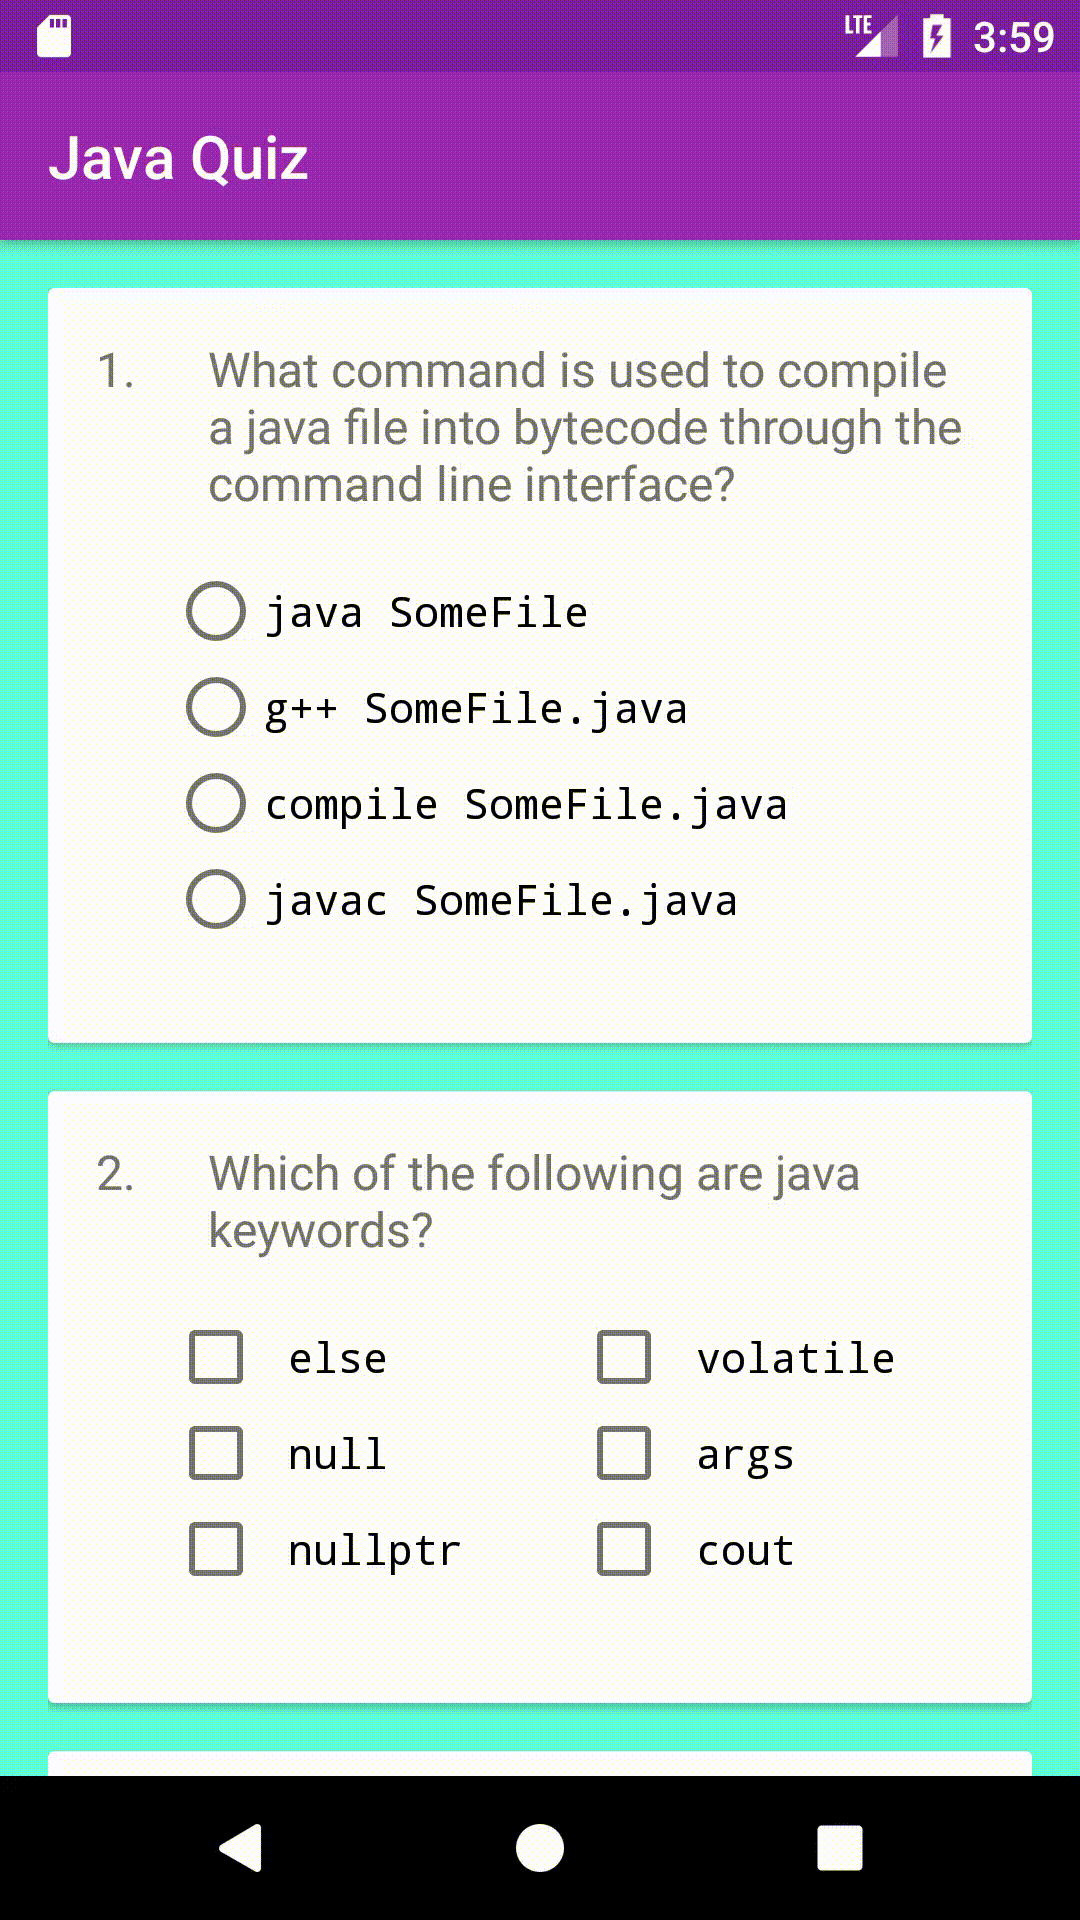 LTE 3:59
Java Quiz
1. What command is used to compile
a java file into bytecode through the
command line interface?
java SomeFile
g++ SomeFile.java
compile SomeFile.java
javac SomeFile.java
2. Which of the following are java
keywords?
else volatile
null args
nullptr cout